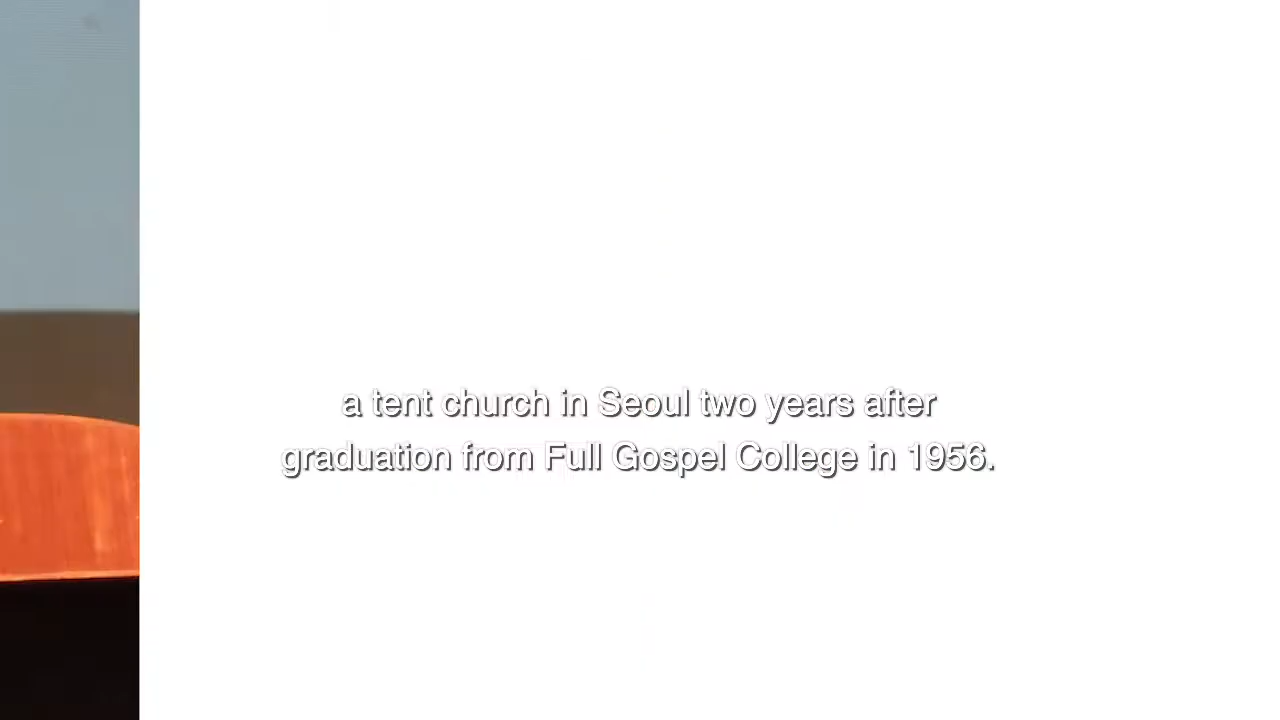 a tent church in Seoul two years after
graduation from Full Gospel College in 1956.